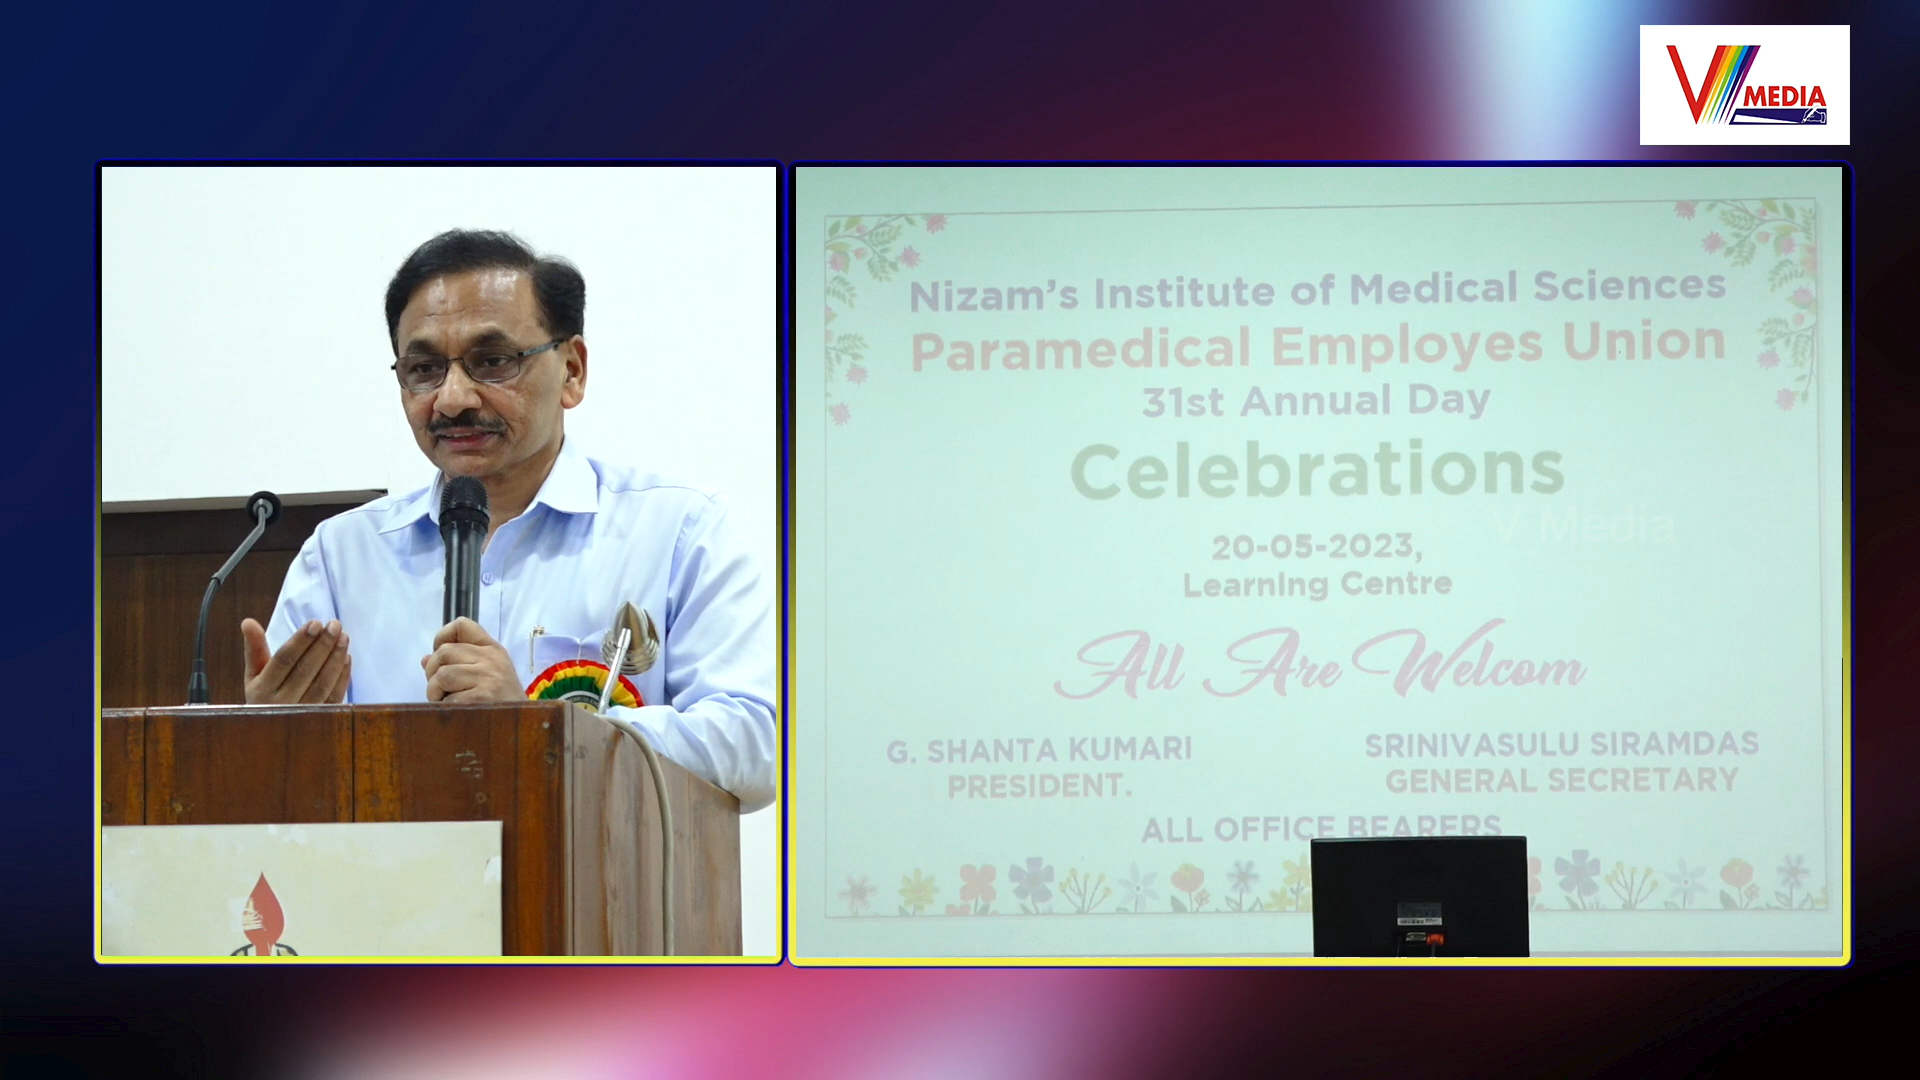 V MEDIA
Nizam's Institute of Medical Sciences
Paramedical Employes Union
31st Annual Day
Celebrations
V Media
20-05-2023,
Learning Centre
All Are Welcom
G. SHANTA KUMARI
PRESIDENT.
SRINIVASULU SIRAMDAS
GENERAL SECRETARY
ALL OFFICE BEARERS